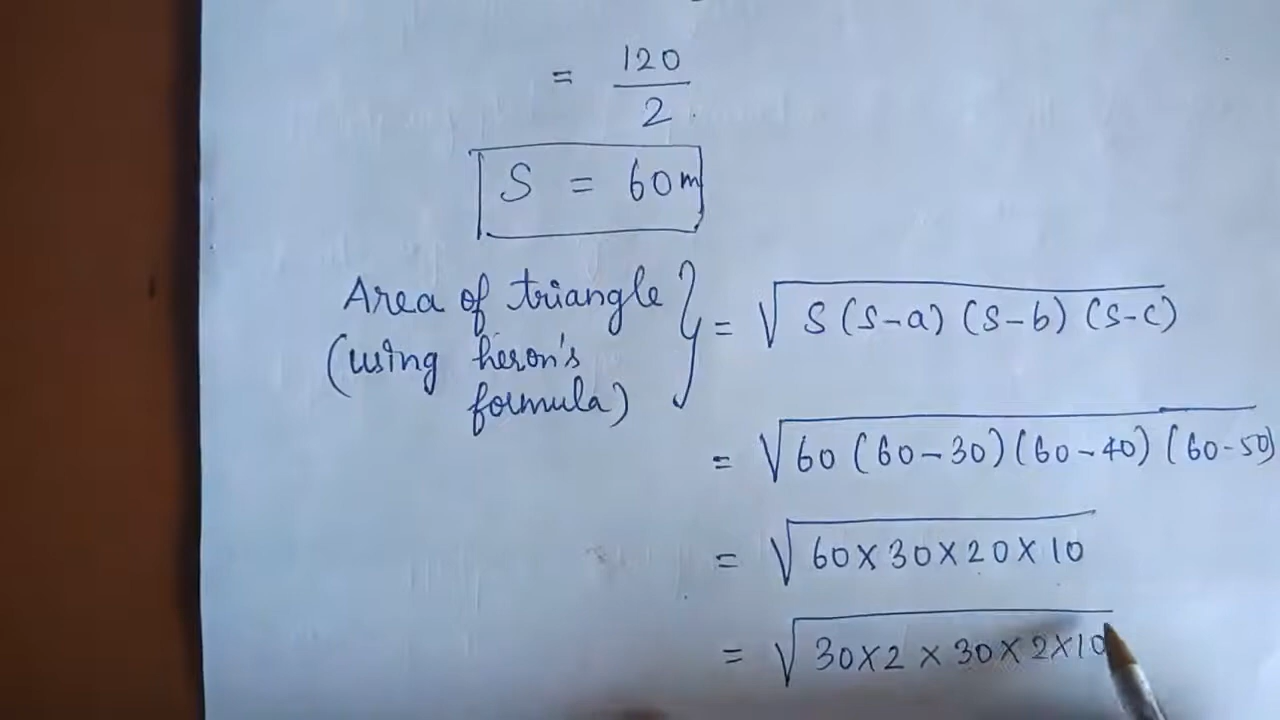 = 120/2
S = 60m
Area of triangle (using heron's formula) } = √S(S-a)(S-b)(S-c)
= √60(60-30)(60-40)(60-50)
= √60×30×20×10
= √30×2×30×2×10